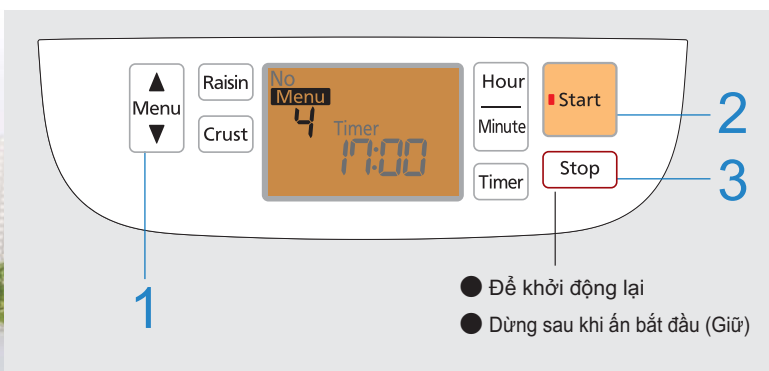 ▲
Menu
▼
Raisin
Crust
No
Menu
4
Timer
17:00
Hour
Minute
Timer
Start
Stop
1
2
3
● Để khởi động lại
● Dừng sau khi ấn bắt đầu (Giữ)